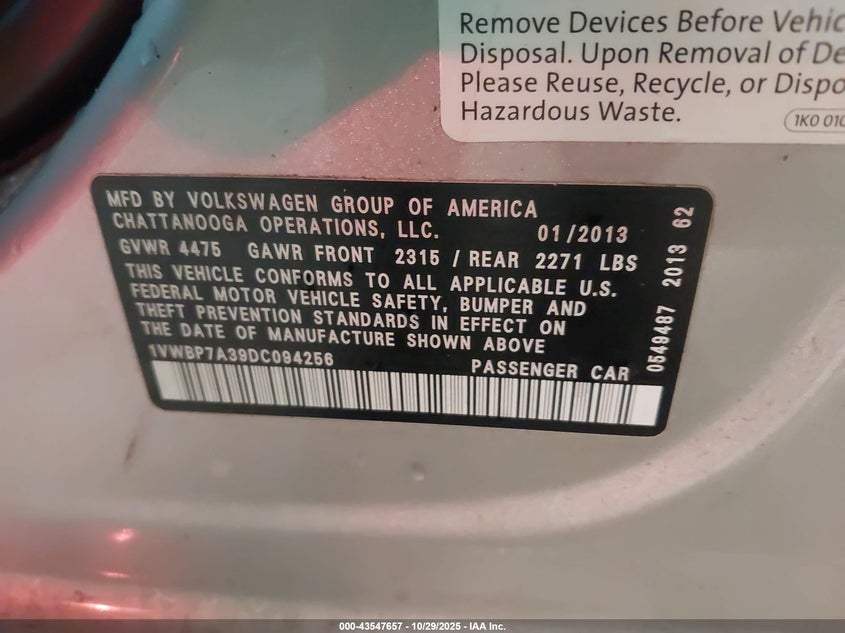 Remove Devices Before Vehic
Disposal. Upon Removal of De
Please Reuse, Recycle, or Dispo
Hazardous Waste.
1K0 010
MFD BY VOLKSWAGEN GROUP OF AMERICA
CHATTANOOGA OPERATIONS, LLC. 01/2013
GVWR 4475 GAWR FRONT 2315 / REAR 2271 LBS
THIS VEHICLE CONFORMS TO ALL APPLICABLE U.S.
FEDERAL MOTOR VEHICLE SAFETY, BUMPER AND
THEFT PREVENTION STANDARDS IN EFFECT ON
THE DATE OF MANUFACTURE SHOWN ABOVE
1VWBP7A39DC094256 PASSENGER CAR
0549487 2013 62
000-43547657 - 10/29/2025 - IAA Inc.